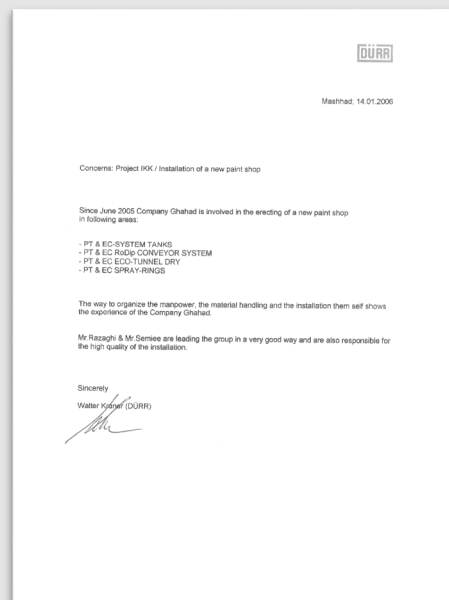 DÜRR
Mashhad; 14.01.2006
Concerns: Project IKK / Installation of a new paint shop
Since June 2005 Company Ghahad is involved in the erecting of a new paint shop
in following areas:
- PT & EC-SYSTEM TANKS
- PT & EC RoDip CONVEYOR SYSTEM
- PT & EC ECO-TUNNEL DRY
- PT & EC SPRAY-RINGS
The way to organize the manpower, the material handling and the installation them self shows
the experience of the Company Ghahad.
Mr.Razaghi & Mr.Semiee are leading the group in a very good way and are also responsible for
the high quality of the installation.
Sincerely
Walter Kröner (DÜRR)